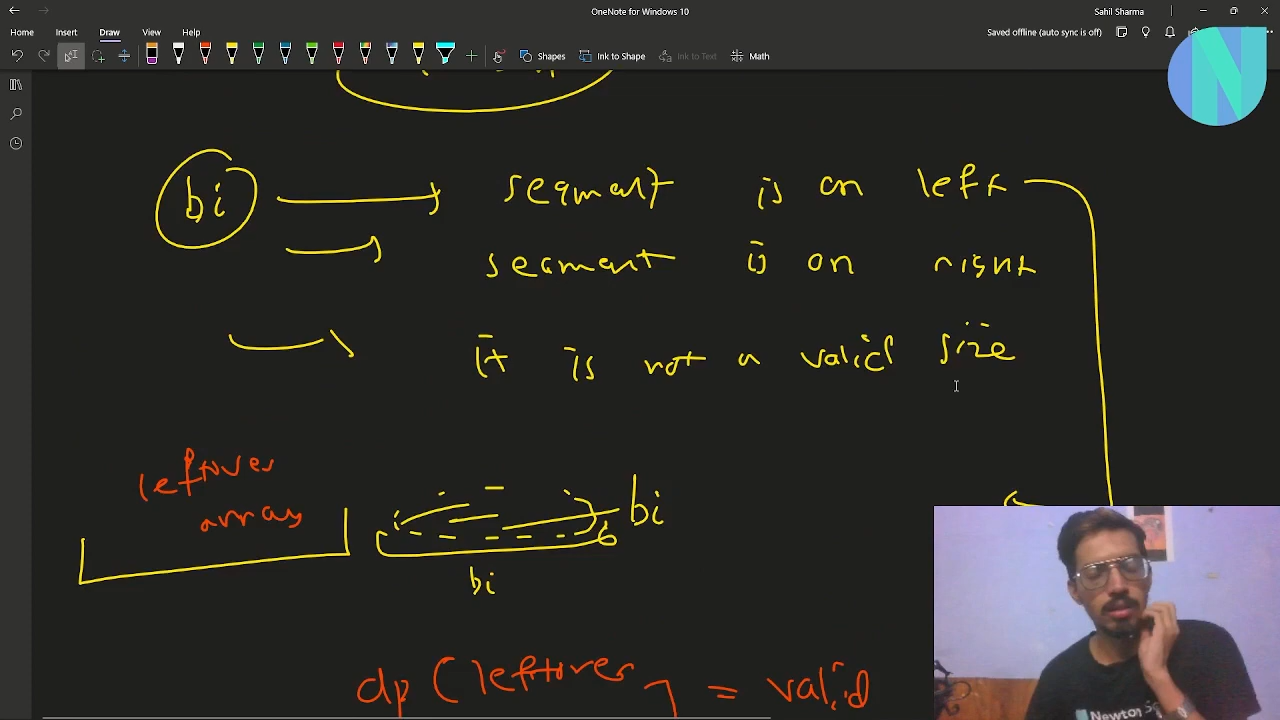 OneNote for Windows 10
Sahil Sharma
Home Insert Draw View Help
Saved offline (auto sync is off)
Shapes Ink to Shape Ink to Text Math
bi segment is on left
segment is on right
it is not a valid size
leftover
array
bi
bi
dp (leftover ] = valid
Newton